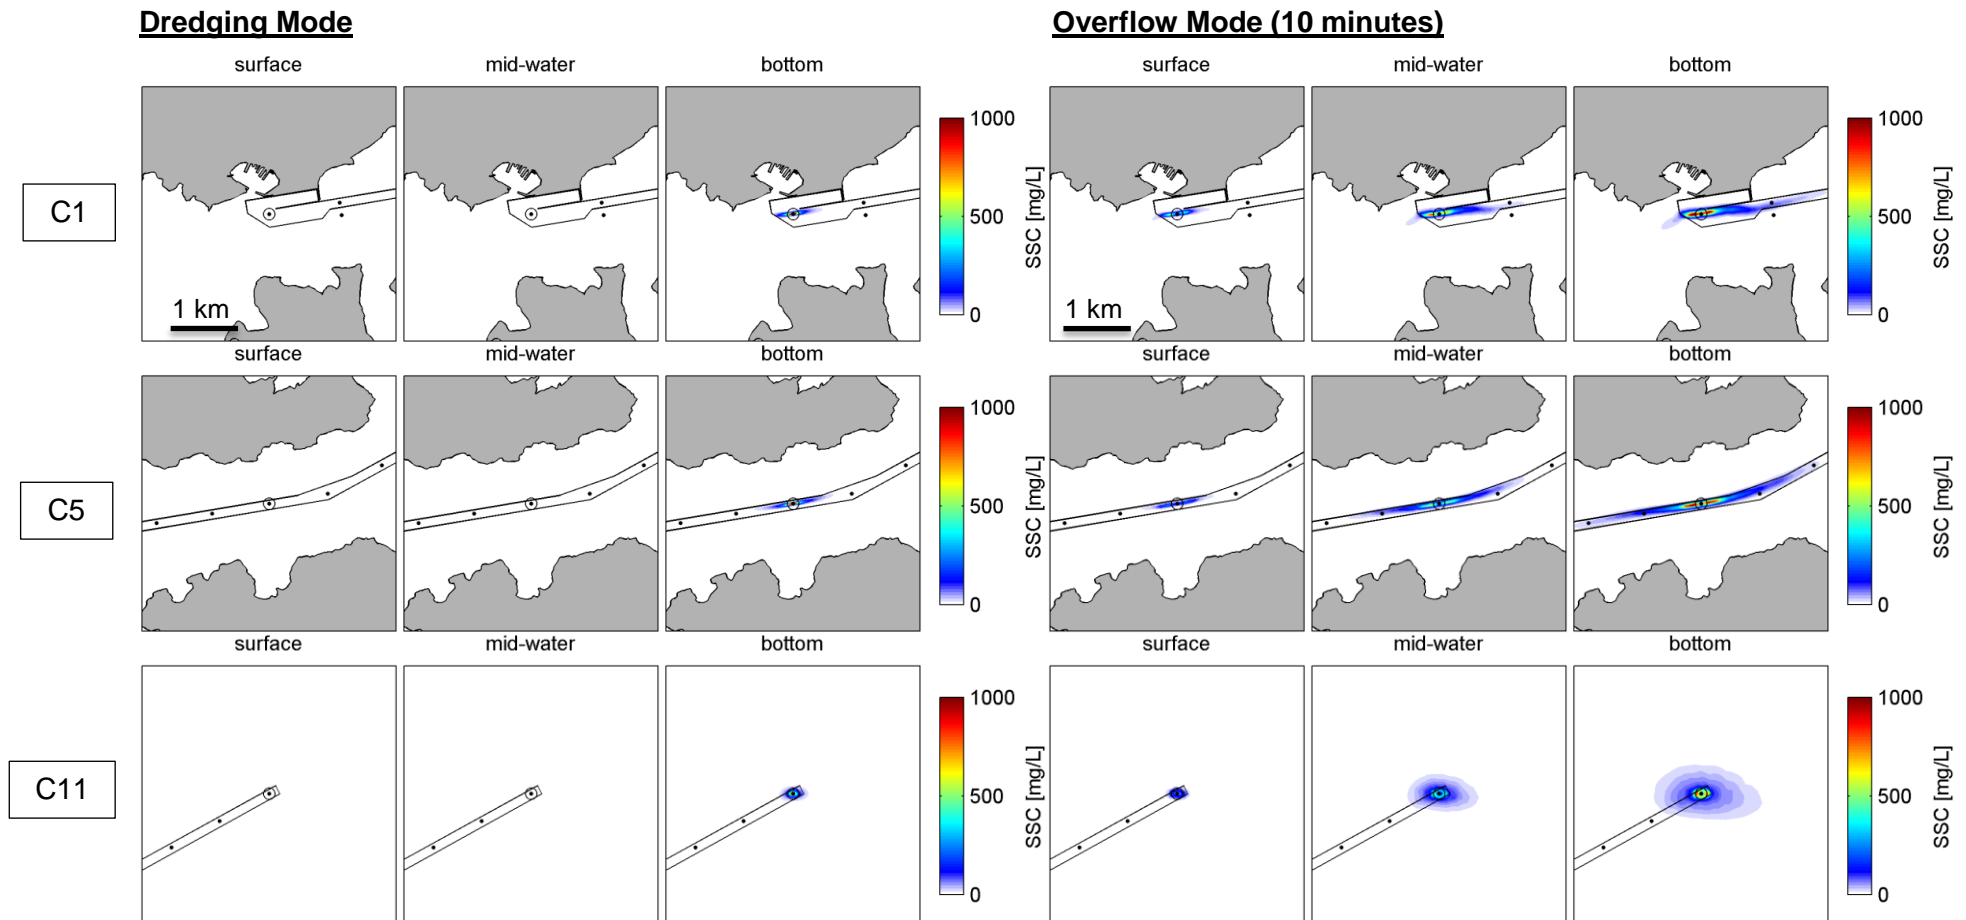 Dredging Mode
Overflow Mode (10 minutes)
surface
mid-water
bottom
surface
mid-water
bottom
C1
1 km
1000
500
0
SSC [mg/L]
1 km
1000
500
0
SSC [mg/L]
surface
mid-water
bottom
surface
mid-water
bottom
C5
1000
500
0
SSC [mg/L]
1000
500
0
SSC [mg/L]
surface
mid-water
bottom
surface
mid-water
bottom
C11
1000
500
0
SSC [mg/L]
1000
500
0
SSC [mg/L]